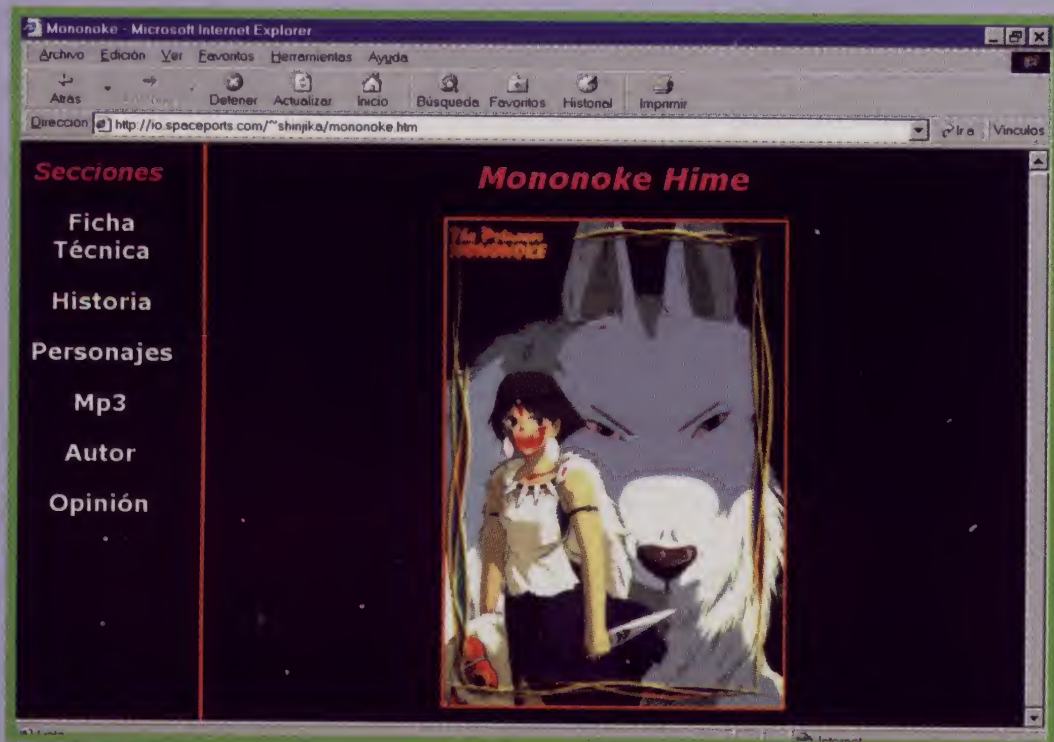 Mononoke - Microsoft Internet Explorer
Archivo Edición Ver Favoritos Herramientas Ayuda
Atrás Detener Actualizar Inicio Búsqueda Favoritos Historial Imprimir
Dirección http://io.spaceports.com/~shinjika/mononoke.htm Ir a Vínculos
Secciones
Ficha
Técnica
Historia
Personajes
Mp3
Autor
Opinión
Mononoke Hime
The Princess
MONONOKE
Internet